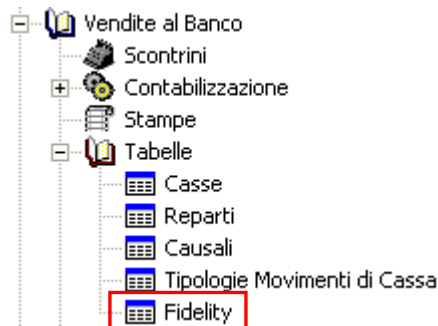 Vendite al Banco
Scontrini
Contabilizzazione
Stampe
Tabelle
Casse
Reparti
Causali
Tipologie Movimenti di Cassa
Fidelity